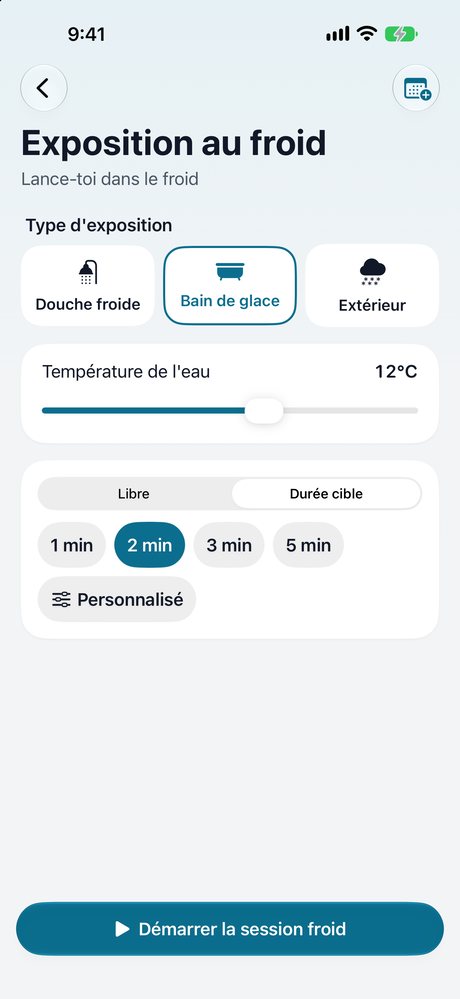 9:41
Exposition au froid
Lance-toi dans le froid
Type d'exposition
Douche froide
Bain de glace
Extérieur
Température de l'eau 12°C
Libre Durée cible
1 min 2 min 3 min 5 min
Personnalisé
Démarrer la session froid